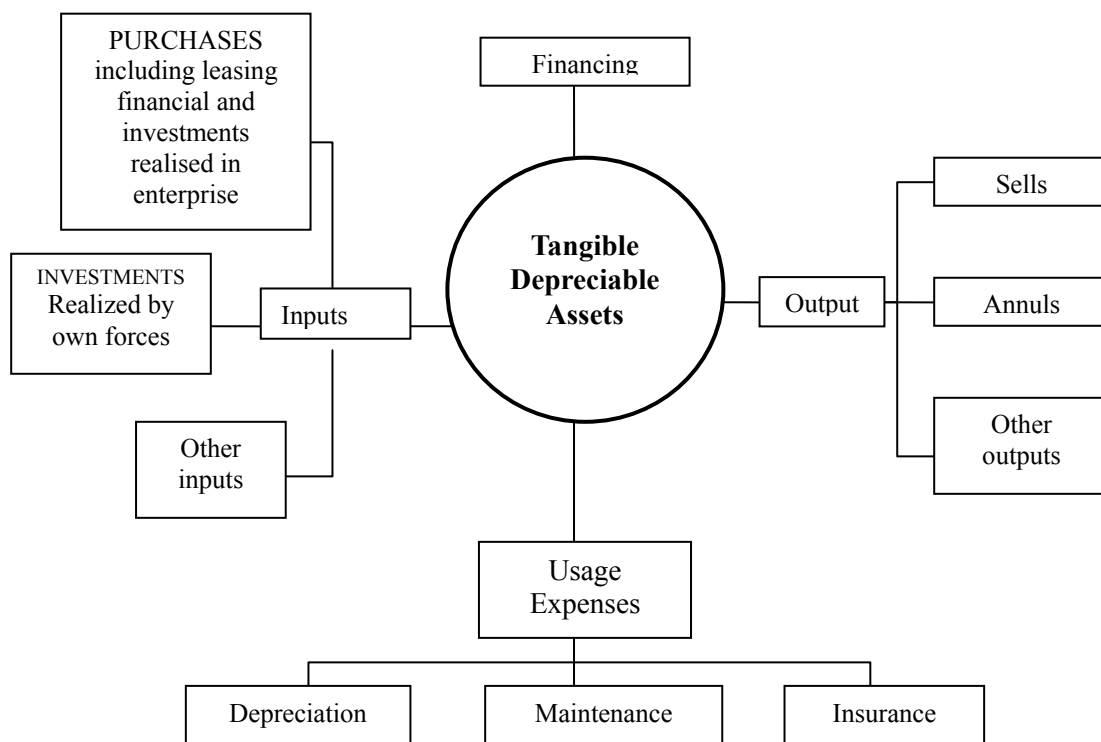 PURCHASES
including leasing
financial and
investments
realised in
enterprise
Financing
Sells
Tangible
Depreciable
Assets
INVESTMENTS
Realized by
own forces
Inputs
Output
Annuls
Other
inputs
Other
outputs
Usage
Expenses
Depreciation
Maintenance
Insurance